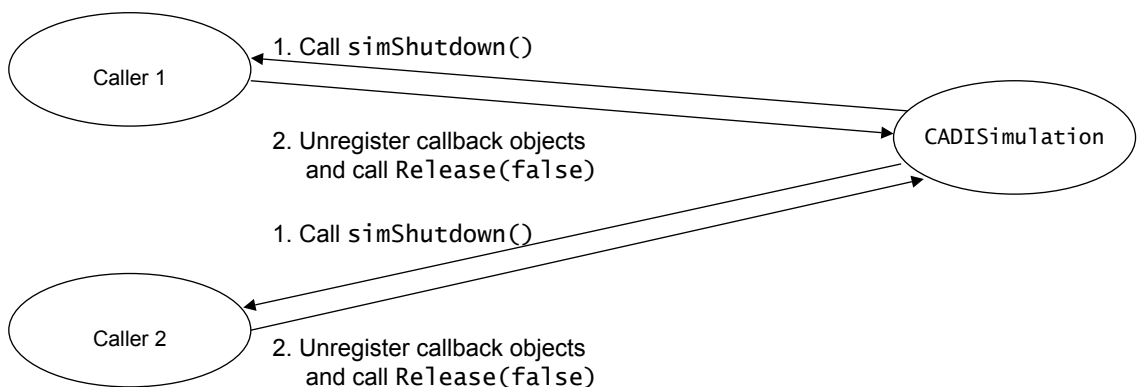 1. Call simShutdown()
Caller 1
CADISimulation
2. Unregister callback objects
and call Release(false)
1. Call simShutdown()
Caller 2
2. Unregister callback objects
and call Release(false)